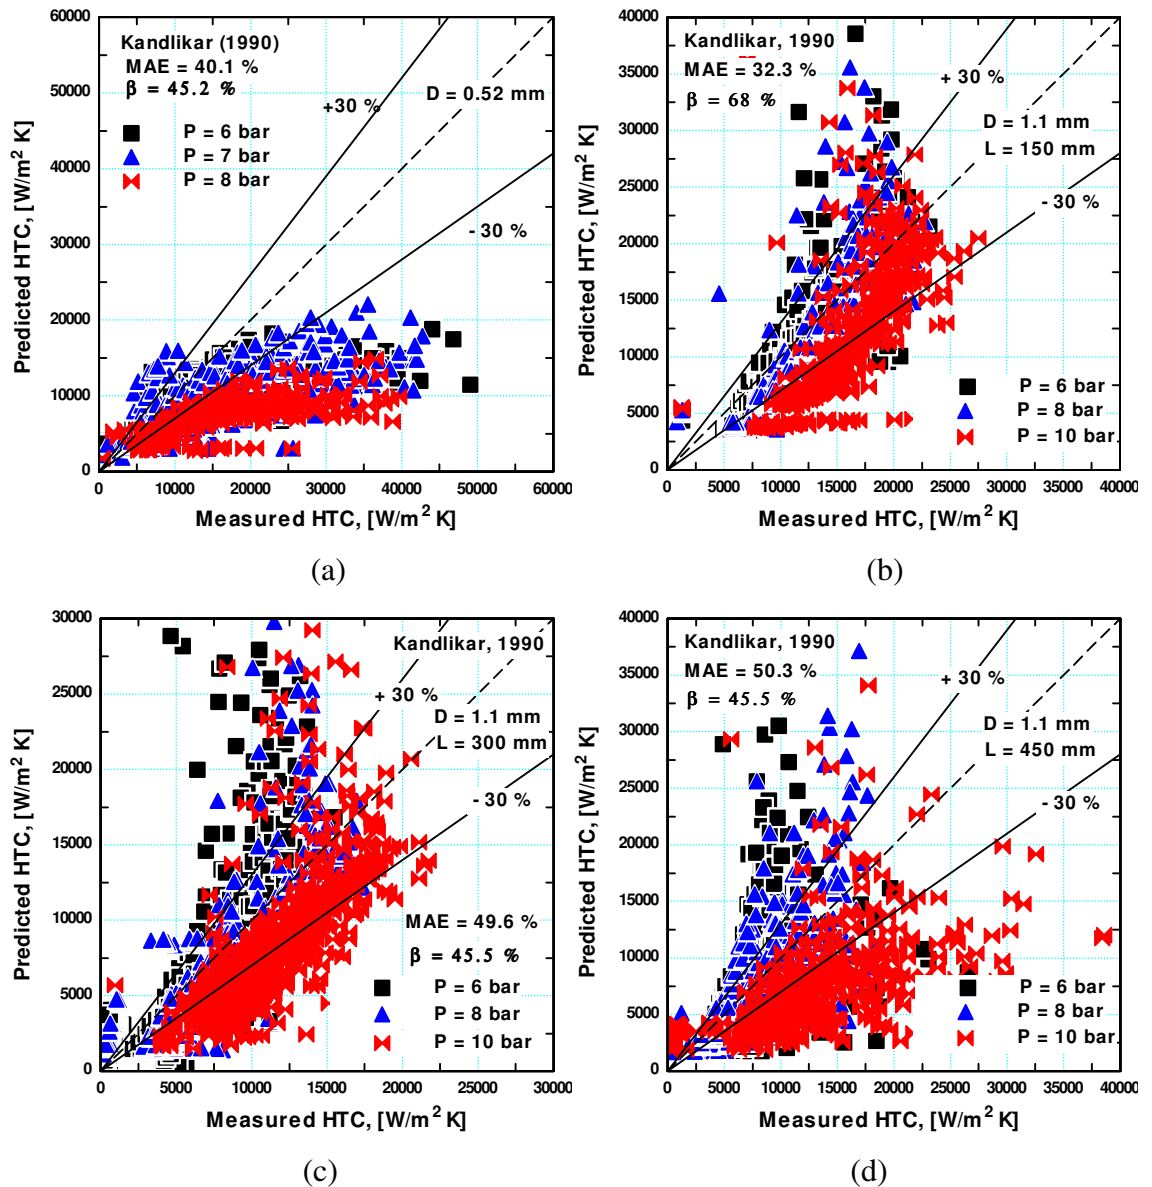 Kandlikar (1990)
MAE = 40.1 %
β = 45.2 %
P = 6 bar
P = 7 bar
P = 8 bar
+30 %
D = 0.52 mm
- 30 %
60000
50000
40000
30000
20000
10000
0
0 10000 20000 30000 40000 50000 60000
Predicted HTC, [W/m² K]
Measured HTC, [W/m² K]
(a)
Kandlikar, 1990
MAE = 32.3 %
β = 68 %
+ 30 %
D = 1.1 mm
L = 150 mm
- 30 %
P = 6 bar
P = 8 bar
P = 10 bar
40000
35000
30000
25000
20000
15000
10000
5000
0
0 5000 10000 15000 20000 25000 30000 35000 40000
Predicted HTC, [W/m² K]
Measured HTC, [W/m² K]
(b)
Kandlikar, 1990
+ 30 %
D = 1.1 mm
L = 300 mm
- 30 %
MAE = 49.6 %
β = 45.5 %
P = 6 bar
P = 8 bar
P = 10 bar
30000
25000
20000
15000
10000
5000
0
0 5000 10000 15000 20000 25000 30000
Predicted HTC, [W/m² K]
Measured HTC, [W/m² K]
(c)
Kandlikar, 1990
MAE = 50.3 %
β = 45.5 %
+ 30 %
D = 1.1 mm
L = 450 mm
- 30 %
P = 6 bar
P = 8 bar
P = 10 bar
40000
35000
30000
25000
20000
15000
10000
5000
0
0 5000 10000 15000 20000 25000 30000 35000 40000
Predicted HTC, [W/m² K]
Measured HTC, [W/m² K]
(d)